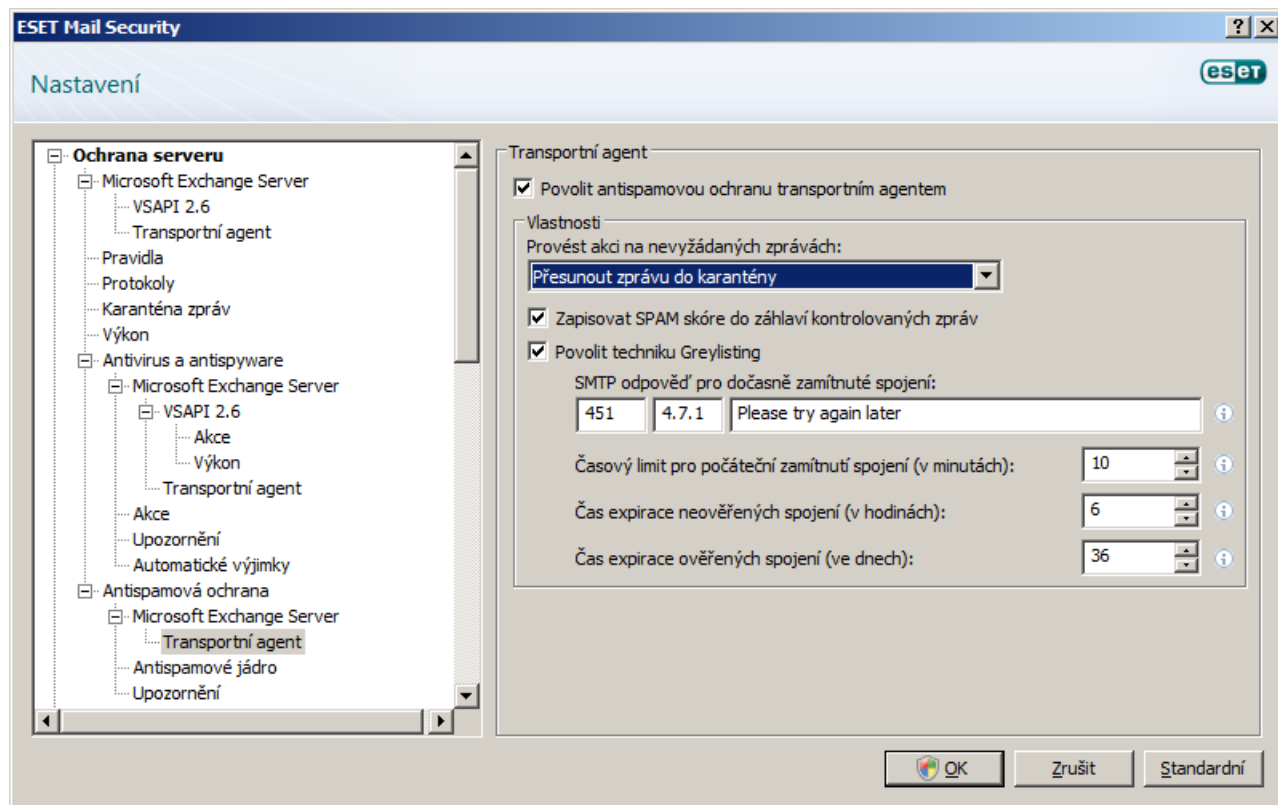 ESET Mail Security
Nastavení
eset
Ochrana serveru
Microsoft Exchange Server
VSAPI 2.6
Transportní agent
Pravidla
Protokoly
Karanténa zpráv
Výkon
Antivirus a antispyware
Microsoft Exchange Server
VSAPI 2.6
Akce
Výkon
Transportní agent
Akce
Upozornění
Automatické výjimky
Antispamová ochrana
Microsoft Exchange Server
Transportní agent
Antispamové jádro
Upozornění
Transportní agent
Povolit antispamovou ochranu transportním agentem
Vlastnosti
Provést akci na nevyžádaných zprávách:
Přesunout zprávu do karantény
Zapisovat SPAM skóre do záhlaví kontrolovaných zpráv
Povolit techniku Greylisting
SMTP odpověď pro dočasně zamítnuté spojení:
451 4.7.1 Please try again later
Časový limit pro počáteční zamítnutí spojení (v minutách): 10
Čas expirace neověřených spojení (v hodinách): 6
Čas expirace ověřených spojení (ve dnech): 36
OK Zrušit Standardní